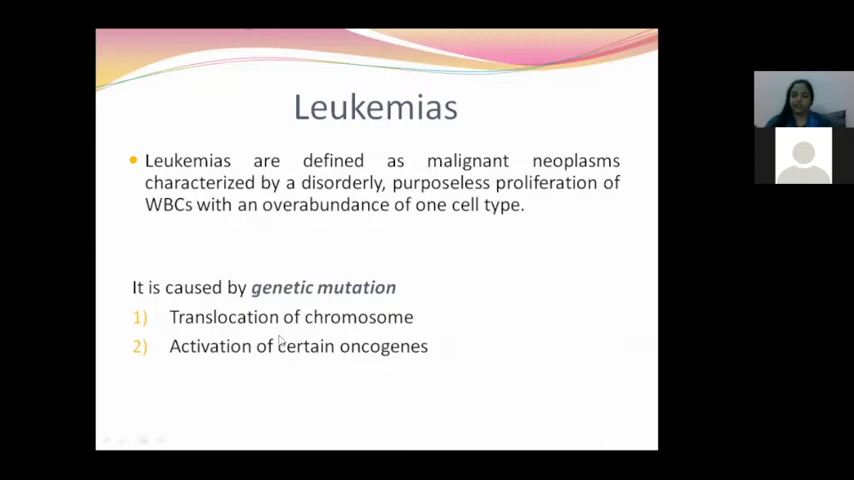 Leukemias
Leukemias are defined as malignant neoplasms
characterized by a disorderly, purposeless proliferation of
WBCs with an overabundance of one cell type.
It is caused by genetic mutation
1) Translocation of chromosome
2) Activation of certain oncogenes